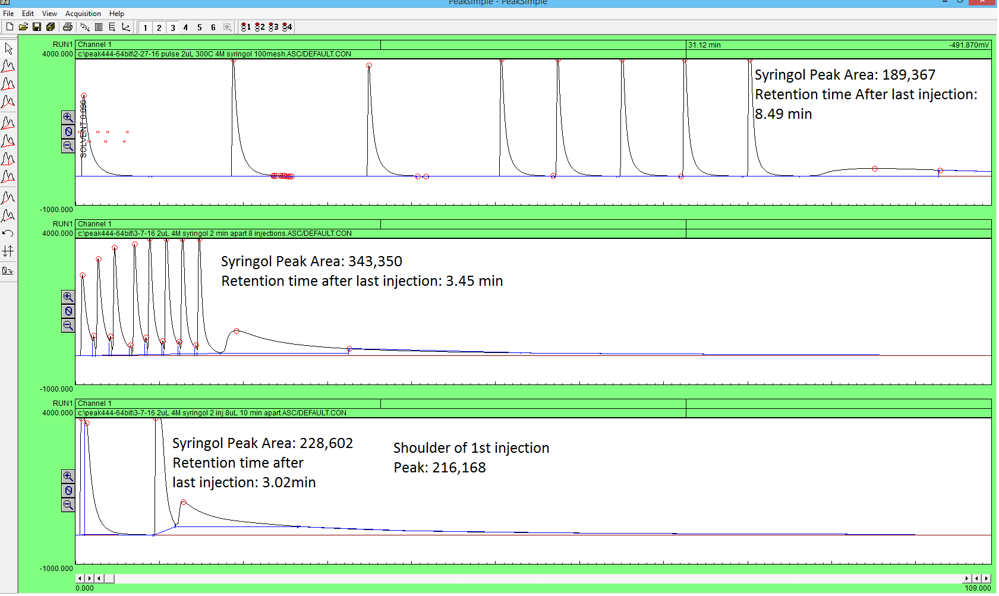 Peaksimple - PeakSimple
File Edit View Acquisition Help
1 2 3 4 5 6 1 2 3 4
RUN1 Channel 1 31.12 min -491.870mV
4000.000 c:\peak444-64bit\2-27-16 pulse 2uL 300C 4M syringol 100mesh.ASC/DEFAULT.CON
Syringol Peak Area: 189,367
Retention time After last injection:
8.49 min
SOLVENT 0.896
-1000.000
RUN1 Channel 1
4000.000 c:\peak444-64bit\3-7-16 2uL 4M syringol 2 min apart 8 injections.ASC/DEFAULT.CON
Syringol Peak Area: 343,350
Retention time after last injection: 3.45 min
-1000.000
RUN1 Channel 1
4000.000 c:\peak444-64bit\3-7-16 2uL 4M syringol 2 inj 8uL 10 min apart.ASC/DEFAULT.CON
Syringol Peak Area: 228,602
Retention time after
last injection: 3.02min
Shoulder of 1st injection
Peak: 216,168
-1000.000
0.000 109.000